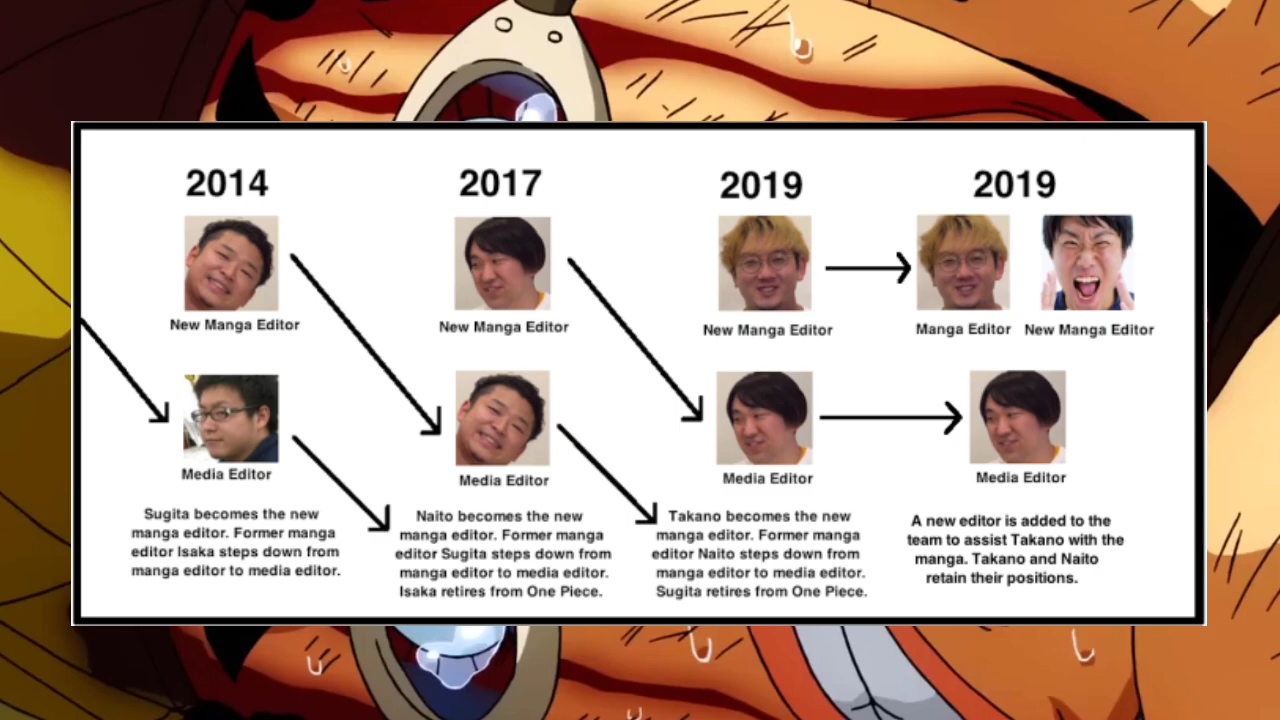 2014
New Manga Editor
Media Editor
Sugita becomes the new
manga editor. Former manga
editor Isaka steps down from
manga editor to media editor.
2017
New Manga Editor
Media Editor
Naito becomes the new
manga editor. Former manga
editor Sugita steps down from
manga editor to media editor.
Isaka retires from One Piece.
2019
New Manga Editor
Media Editor
Takano becomes the new
manga editor. Former manga
editor Naito steps down from
manga editor to media editor.
Sugita retires from One Piece.
2019
Manga Editor New Manga Editor
Media Editor
A new editor is added to the
team to assist Takano with the
manga. Takano and Naito
retain their positions.